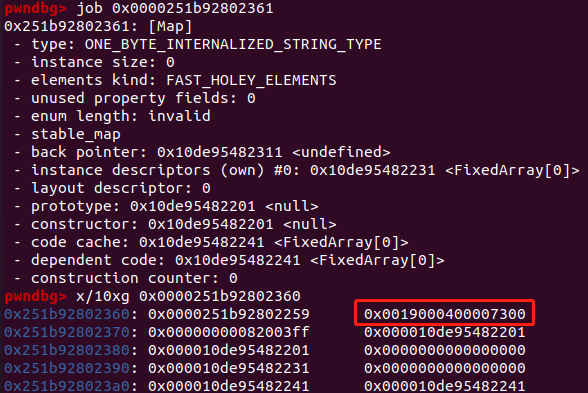 pwndbg> job 0x0000251b92802361
0x251b92802361: [Map]
- type: ONE_BYTE_INTERNALIZED_STRING_TYPE
- instance size: 0
- elements kind: FAST_HOLEY_ELEMENTS
- unused property fields: 0
- enum length: invalid
- stable_map
- back pointer: 0x10de95482311 <undefined>
- instance descriptors (own) #0: 0x10de95482231 <FixedArray[0]>
- layout descriptor: 0
- prototype: 0x10de95482201 <null>
- constructor: 0x10de95482201 <null>
- code cache: 0x10de95482241 <FixedArray[0]>
- dependent code: 0x10de95482241 <FixedArray[0]>
- construction counter: 0
pwndbg> x/10xg 0x0000251b92802360
0x251b92802360: 0x0000251b92802259 0x0019000400007300
0x251b92802370: 0x00000000082003ff 0x000010de95482201
0x251b92802380: 0x000010de95482201 0x0000000000000000
0x251b92802390: 0x000010de95482231 0x0000000000000000
0x251b928023a0: 0x000010de95482241 0x000010de95482241